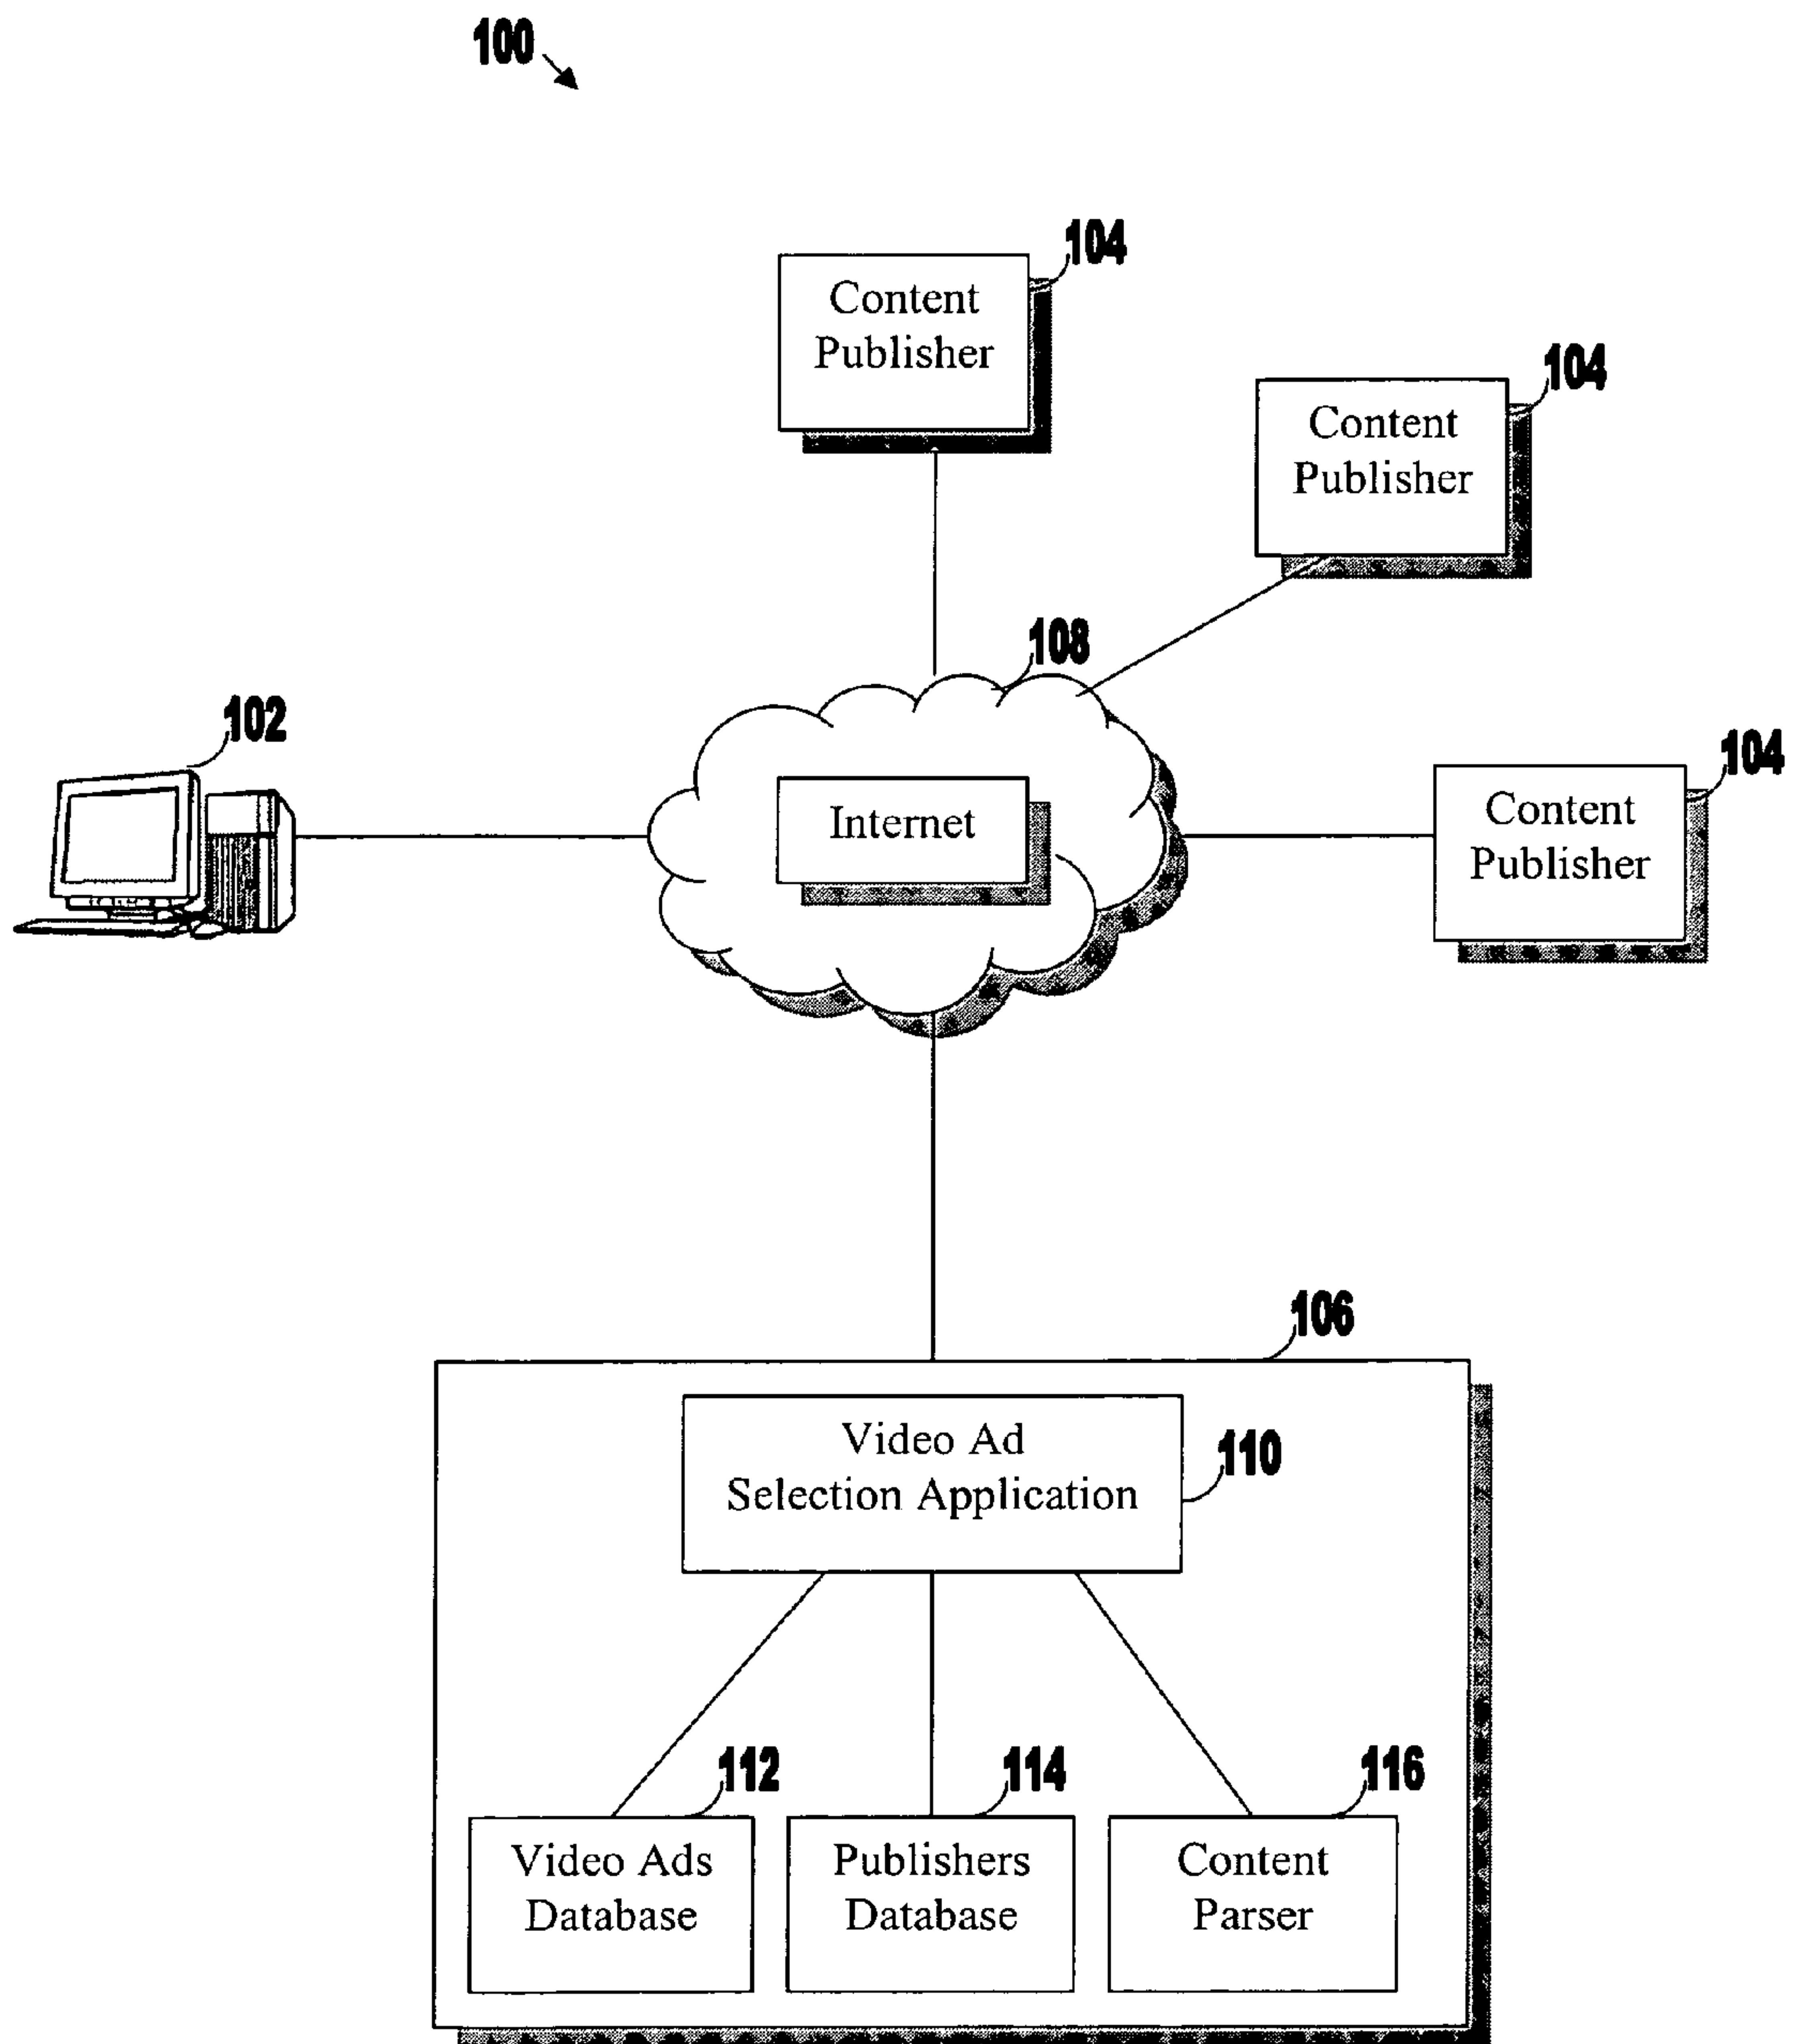 100
104
Content
Publisher
104
Content
Publisher
108
102
104
Internet
Content
Publisher
106
Video Ad
Selection Application
110
112
114
116
Video Ads
Database
Publishers
Database
Content
Parser